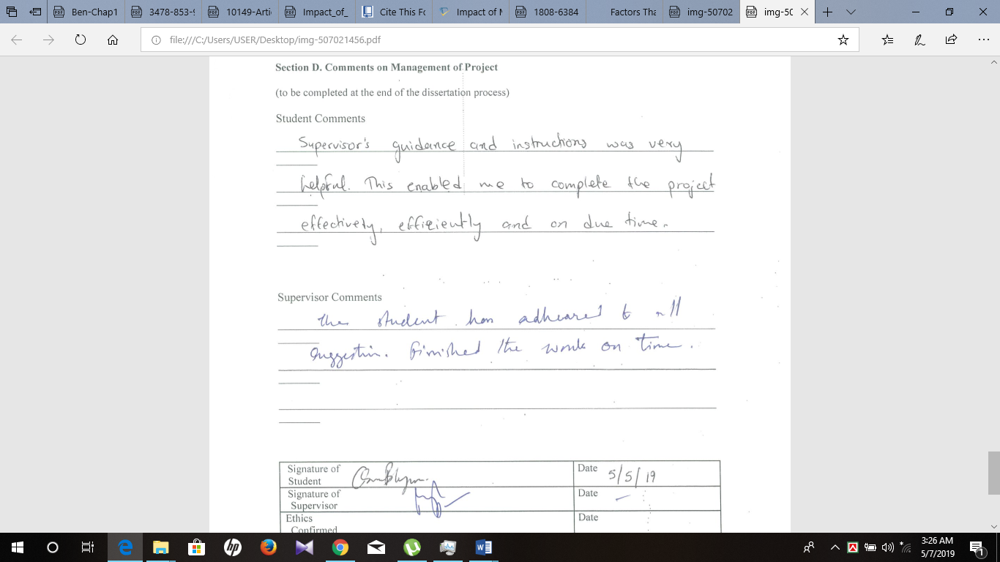 Ben-Chap1
3478-853-9
10149-Arti
Impact_of_
Cite This Fo
Impact of M
1808-6384
Factors Tha
img-50702
img-50
file:///C:/Users/USER/Desktop/img-507021456.pdf
Section D. Comments on Management of Project
(to be completed at the end of the dissertation process)
Student Comments
Supervisor's guidance and instructions was very
helpful. This enabled me to complete the project
effectively, efficiently and on due time.
Supervisor Comments
The student has adheared to all
suggestion. Finished the work on time.
Signature of
Student
Date 5/5/19
Signature of
Supervisor
Date
Ethics
Confirmed
Date
3:26 AM
5/7/2019
1